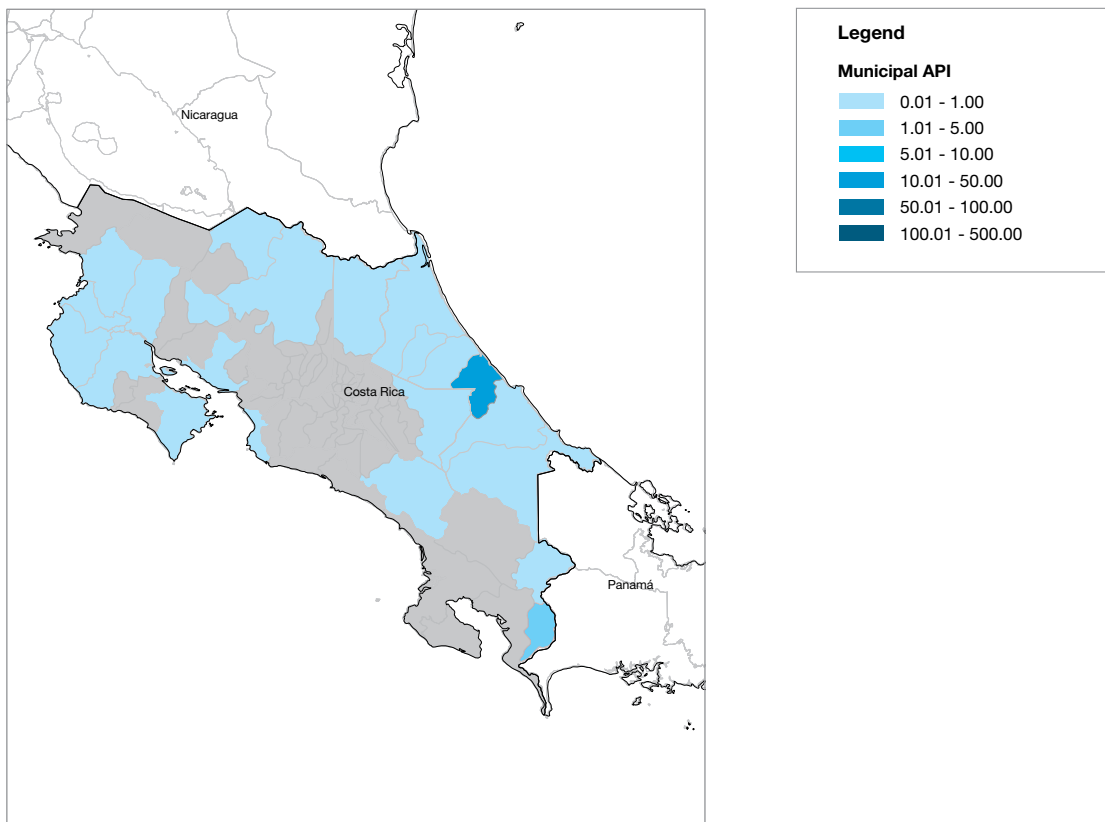 Nicaragua
Costa Rica
Panamá
Legend
Municipal API
0.01 - 1.00
1.01 - 5.00
5.01 - 10.00
10.01 - 50.00
50.01 - 100.00
100.01 - 500.00